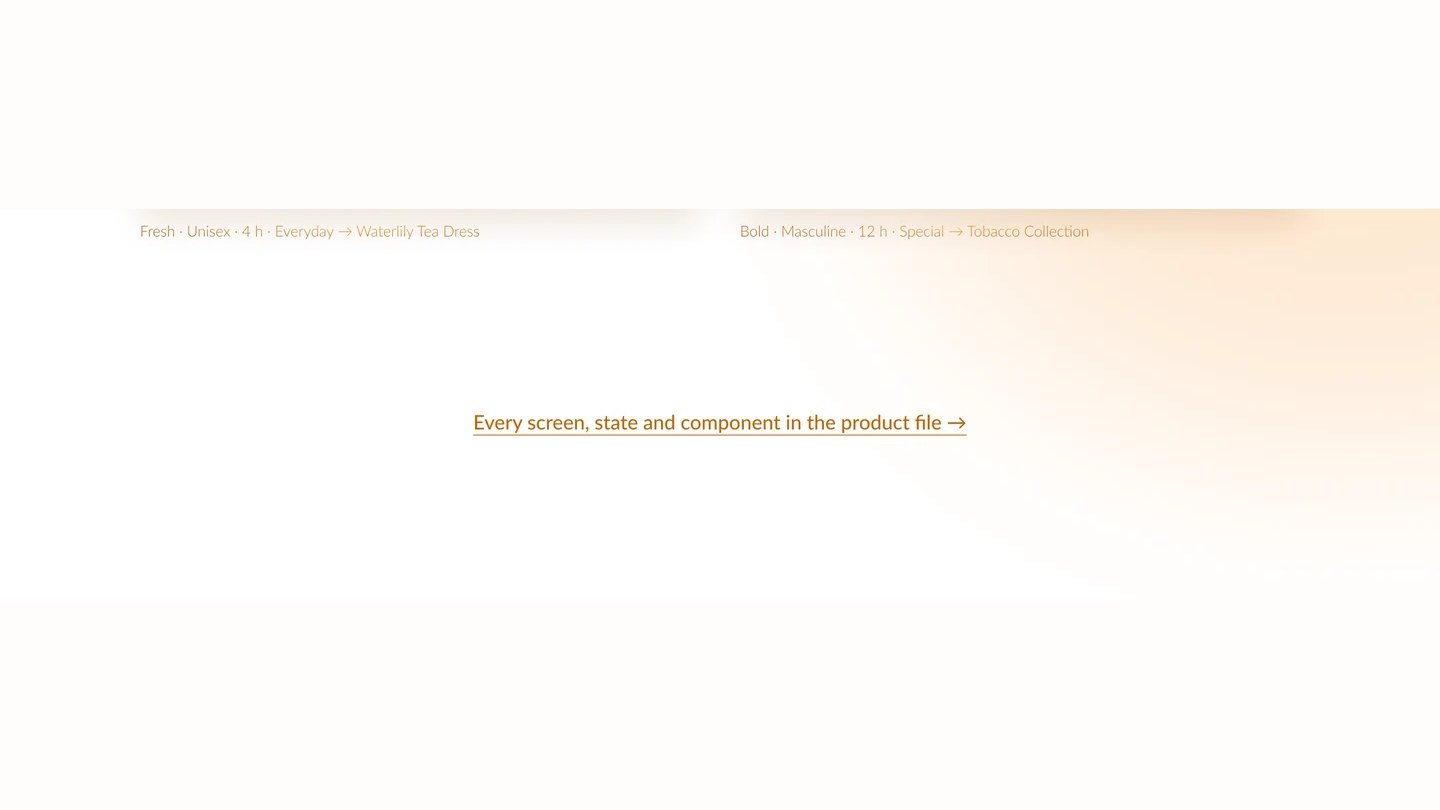 Fresh · Unisex · 4 h · Everyday → Waterlily Tea Dress
Bold · Masculine · 12 h · Special → Tobacco Collection
Every screen, state and component in the product file →